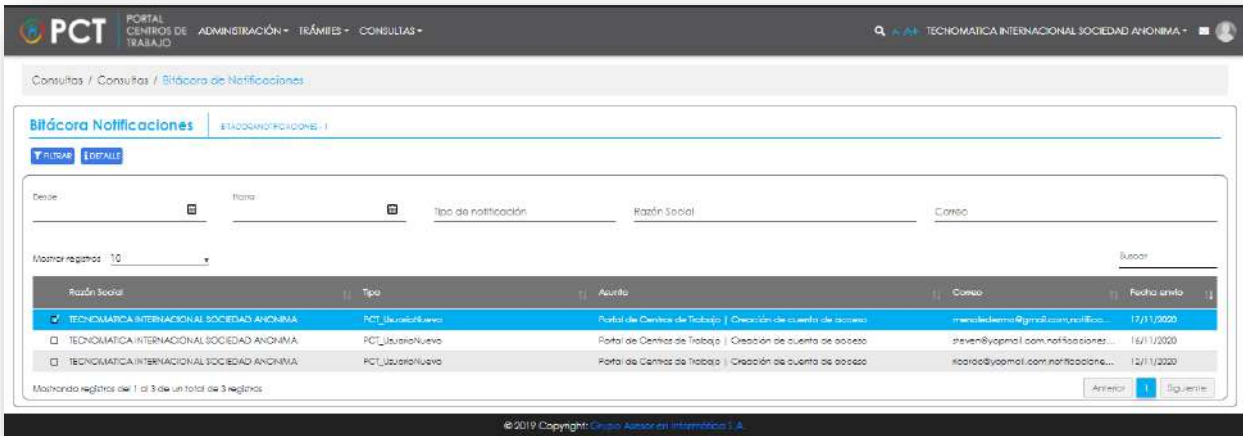 PCT
PORTAL
CENTROS DE
TRABAJO
ADMINISTRACIÓN TRÁMITES CONSULTAS
A- A+ TECNOMATICA INTERNACIONAL SOCIEDAD ANONIMA
Consultas / Consultas / Bitácora de Notificaciones
Bitácora Notificaciones BITACORANOTIFICACIONES - 1
FILTRAR DETALLE
Desde Hasta Tipo de notificación Razón Social Correo
Mostrar registros 10 Buscar
Razón Social Tipo Asunto Correo Fecha envío
TECNOMATICA INTERNACIONAL SOCIEDAD ANONIMA PCT_UsuarioNuevo Portal de Centros de Trabajo | Creación de cuenta de acceso 17/11/2020
TECNOMATICA INTERNACIONAL SOCIEDAD ANONIMA PCT_UsuarioNuevo Portal de Centros de Trabajo | Creación de cuenta de acceso steven@yopmail.com,notificaciones... 16/11/2020
TECNOMATICA INTERNACIONAL SOCIEDAD ANONIMA PCT_UsuarioNuevo Portal de Centros de Trabajo | Creación de cuenta de acceso 12/11/2020
Mostrando registros del 1 al 3 de un total de 3 registros Anterior 1 Siguiente
© 2019 Copyright: Grupo Asesor en Informática S.A.